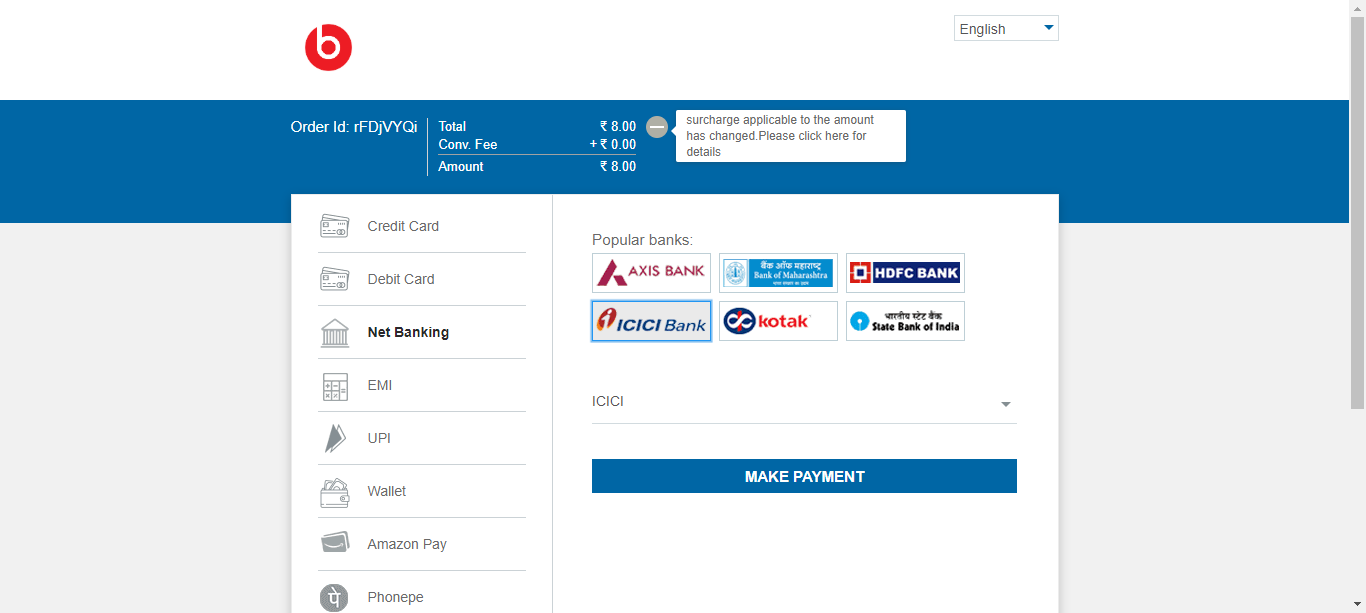 b
English
Order Id: rFDjVYQi
Total ₹ 8.00
Conv. Fee + ₹ 0.00
Amount ₹ 8.00
surcharge applicable to the amount
has changed.Please click here for
details
Credit Card
Debit Card
Net Banking
EMI
UPI
Wallet
Amazon Pay
Phonepe
Popular banks:
AXIS BANK
बैंक ऑफ महाराष्ट्र
Bank of Maharashtra
HDFC BANK
ICICI Bank
kotak
भारतीय स्टेट बैंक
State Bank of India
ICICI
MAKE PAYMENT